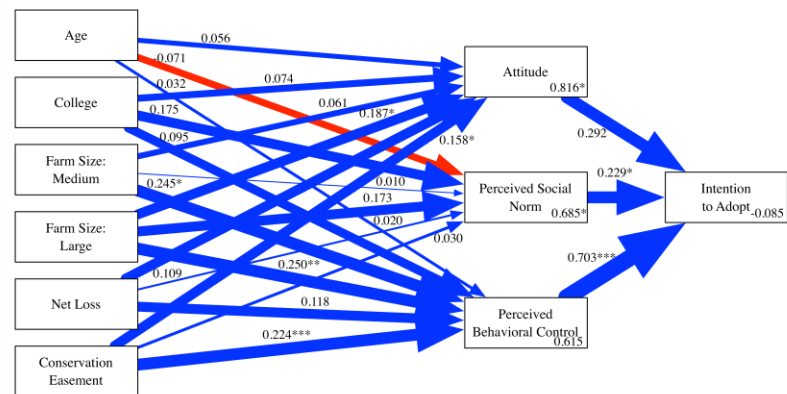 Age
College
Farm Size:
Medium
Farm Size:
Large
Net Loss
Conservation
Easement
0.056
-0.071
0.032
0.074
0.175
0.061
0.187*
0.095
0.158*
0.245*
0.010
0.173
0.020
0.030
0.250**
0.109
0.118
0.224***
Attitude
0.816*
Perceived Social
Norm
0.685*
Perceived
Behavioral Control
0.615
0.292
0.229*
0.703***
Intention
to Adopt
-0.085